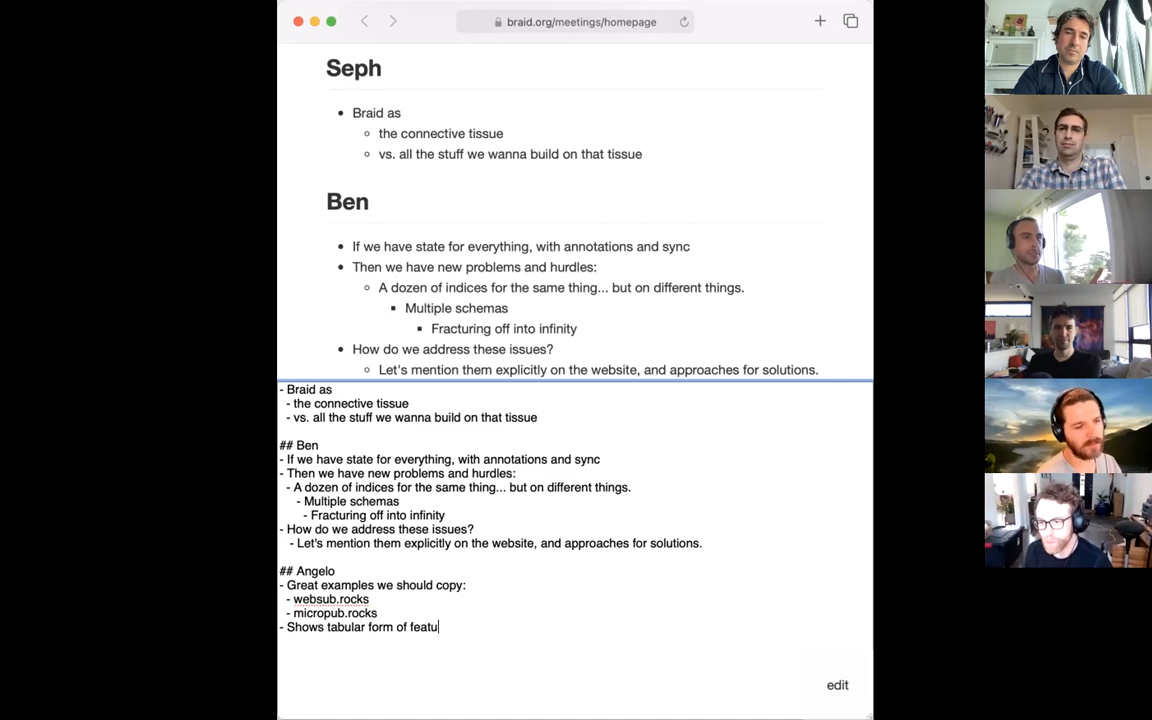 braid.org/meetings/homepage
Seph
• Braid as
◦ the connective tissue
◦ vs. all the stuff we wanna build on that tissue
Ben
• If we have state for everything, with annotations and sync
• Then we have new problems and hurdles:
◦ A dozen of indices for the same thing... but on different things.
▪ Multiple schemas
▪ Fracturing off into infinity
• How do we address these issues?
◦ Let's mention them explicitly on the website, and approaches for solutions.
- Braid as
- the connective tissue
- vs. all the stuff we wanna build on that tissue
## Ben
- If we have state for everything, with annotations and sync
- Then we have new problems and hurdles:
- A dozen of indices for the same thing... but on different things.
- Multiple schemas
- Fracturing off into infinity
- How do we address these issues?
- Let's mention them explicitly on the website, and approaches for solutions.
## Angelo
- Great examples we should copy:
- websub.rocks
- micropub.rocks
- Shows tabular form of featu
edit